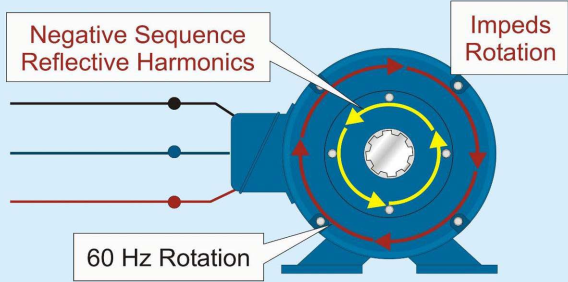 Negative Sequence
Reflective Harmonics
Impeds
Rotation
60 Hz Rotation